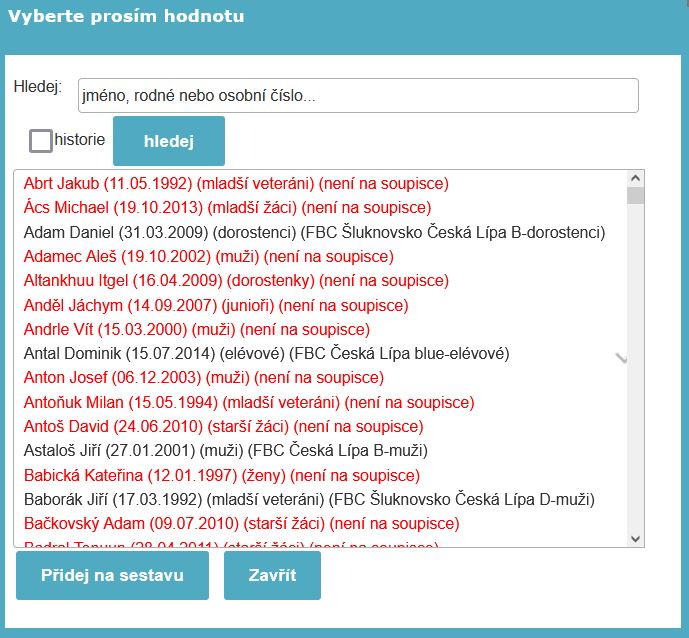 Vyberte prosím hodnotu
Hledej: jméno, rodné nebo osobní číslo...
historie hledej
Abrt Jakub (11.05.1992) (mladší veteráni) (není na soupisce)
Ács Michael (19.10.2013) (mladší žáci) (není na soupisce)
Adam Daniel (31.03.2009) (dorostenci) (FBC Šluknovsko Česká Lípa B-dorostenci)
Adamec Aleš (19.10.2002) (muži) (není na soupisce)
Altankhuu Itgel (16.04.2009) (dorostenky) (není na soupisce)
Anděl Jáchym (14.09.2007) (junioři) (není na soupisce)
Andrle Vít (15.03.2000) (muži) (není na soupisce)
Antal Dominik (15.07.2014) (elévové) (FBC Česká Lípa blue-elévové)
Anton Josef (06.12.2003) (muži) (není na soupisce)
Antoňuk Milan (15.05.1994) (mladší veteráni) (není na soupisce)
Antoš David (24.06.2010) (starší žáci) (není na soupisce)
Astaloš Jiří (27.01.2001) (muži) (FBC Česká Lípa B-muži)
Babická Kateřina (12.01.1997) (ženy) (není na soupisce)
Baborák Jiří (17.03.1992) (mladší veteráni) (FBC Šluknovsko Česká Lípa D-muži)
Bačkovský Adam (09.07.2010) (starší žáci) (není na soupisce)
(28.04.2011) (starší žáci) (není na soupisce)
Přidej na sestavu Zavřít